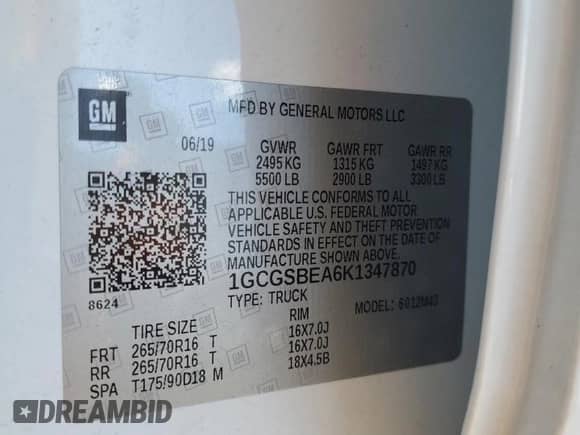 GM
MFD BY GENERAL MOTORS LLC
06/19 GVWR GAWR FRT GAWR RR
2495 KG 1315 KG 1497 KG
5500 LB 2900 LB 3300 LB
THIS VEHICLE CONFORMS TO ALL
APPLICABLE U.S. FEDERAL MOTOR
VEHICLE SAFETY AND THEFT PREVENTION
STANDARDS IN EFFECT ON THE DATE OF
MANUFACTURE SHOWN ABOVE.
8624 1GCGSBEA6K1347870
TYPE: TRUCK MODEL: 6012M43
TIRE SIZE RIM
FRT 265/70R16 T 16X7.0J
RR 265/70R16 T 16X7.0J
SPA T175/90D18 M 18X4.5B
DREAMBID